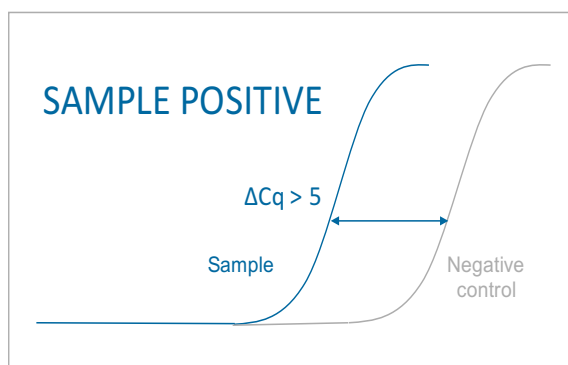 SAMPLE POSITIVE
ΔCq > 5
Sample
Negative
control